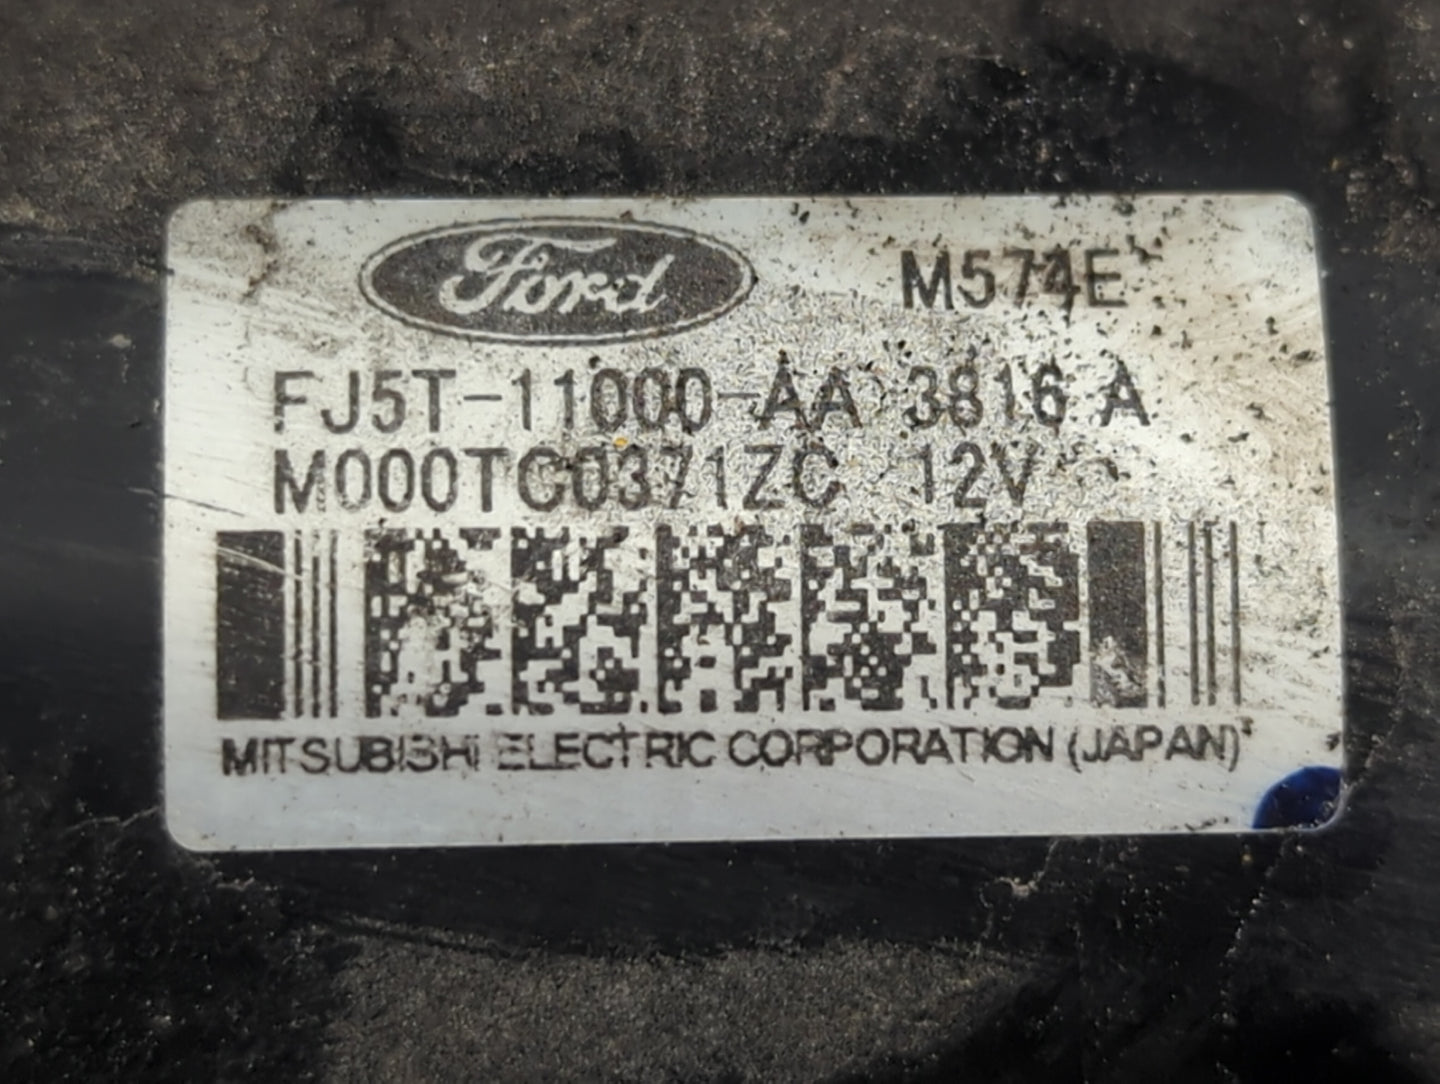 Ford M574E
FJ5T-11000-AA 3816 A
M000TC0371ZC 12V
MITSUBISHI ELECTRIC CORPORATION (JAPAN)